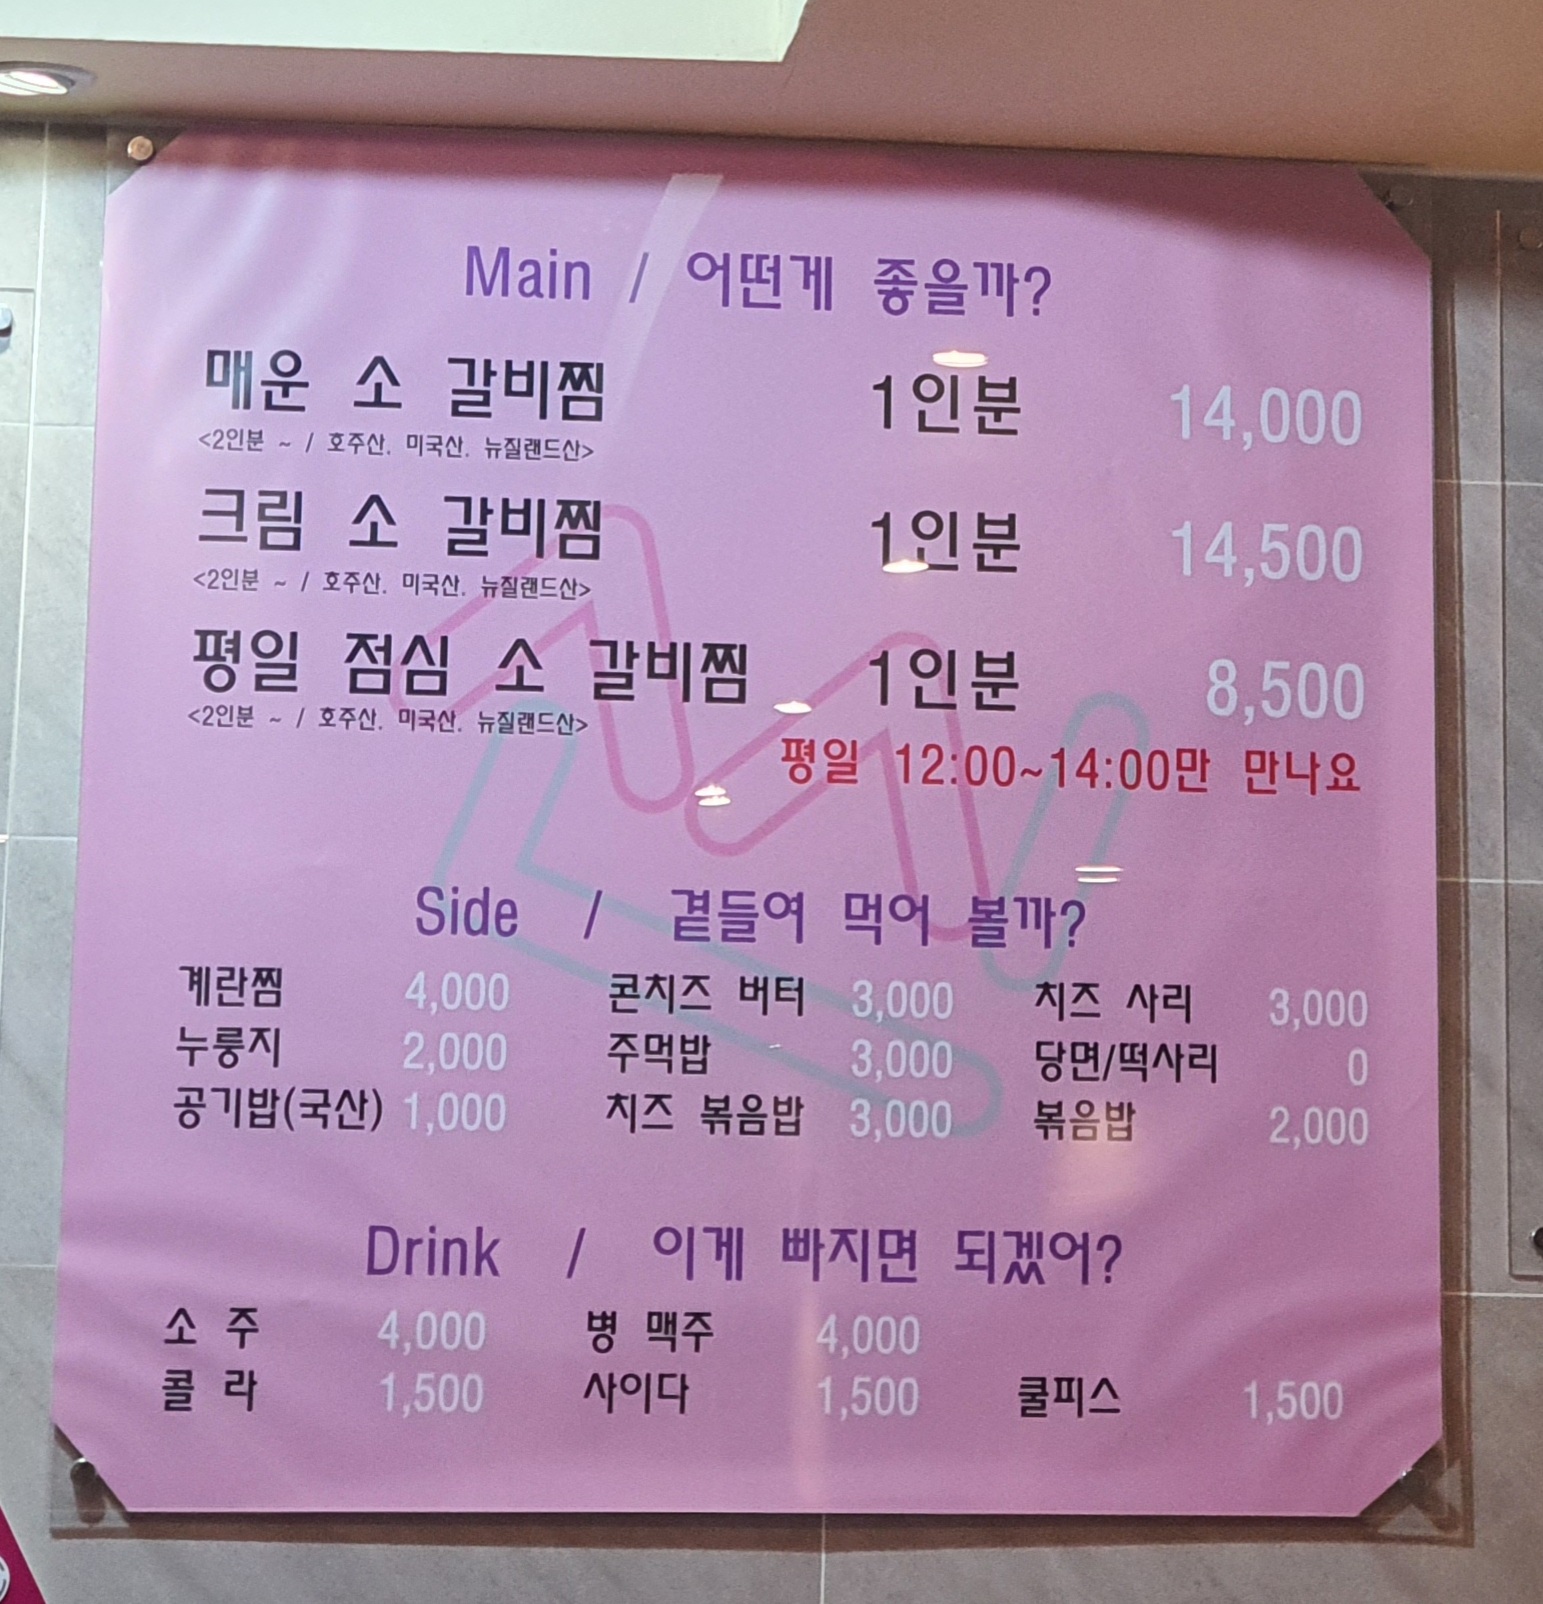 Main / 어떤게 좋을까?
매운 소 갈비찜 1인분 14,000
<2인분 ~ / 호주산. 미국산. 뉴질랜드산>
크림 소 갈비찜 1인분 14,500
<2인분 ~ / 호주산. 미국산. 뉴질랜드산>
평일 점심 소 갈비찜 1인분 8,500
<2인분 ~ / 호주산. 미국산. 뉴질랜드산>
평일 12:00~14:00만 만나요
Side / 곁들여 먹어 볼까?
계란찜 4,000 콘치즈 버터 3,000 치즈 사리 3,000
누룽지 2,000 주먹밥 3,000 당면/떡사리 0
공기밥(국산) 1,000 치즈 볶음밥 3,000 볶음밥 2,000
Drink / 이게 빠지면 되겠어?
소 주 4,000 병 맥주 4,000
콜 라 1,500 사이다 1,500 쿨피스 1,500